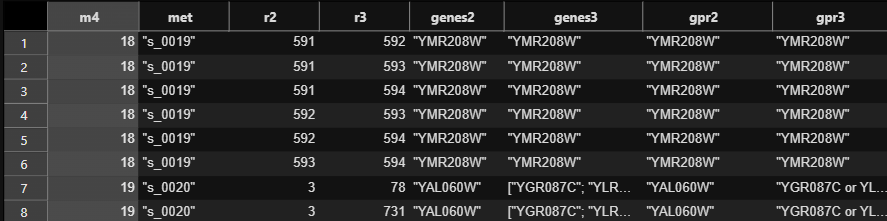 m4 met r2 r3 genes2 genes3 gpr2 gpr3
1 18 "s_0019" 591 592 "YMR208W" "YMR208W" "YMR208W" "YMR208W"
2 18 "s_0019" 591 593 "YMR208W" "YMR208W" "YMR208W" "YMR208W"
3 18 "s_0019" 591 594 "YMR208W" "YMR208W" "YMR208W" "YMR208W"
4 18 "s_0019" 592 593 "YMR208W" "YMR208W" "YMR208W" "YMR208W"
5 18 "s_0019" 592 594 "YMR208W" "YMR208W" "YMR208W" "YMR208W"
6 18 "s_0019" 593 594 "YMR208W" "YMR208W" "YMR208W" "YMR208W"
7 19 "s_0020" 3 78 "YAL060W" ["YGR087C"; "YLR... "YAL060W" "YGR087C or YL...
8 19 "s_0020" 3 731 "YAL060W" ["YGR087C"; "YLR... "YAL060W" "YGR087C or YL...